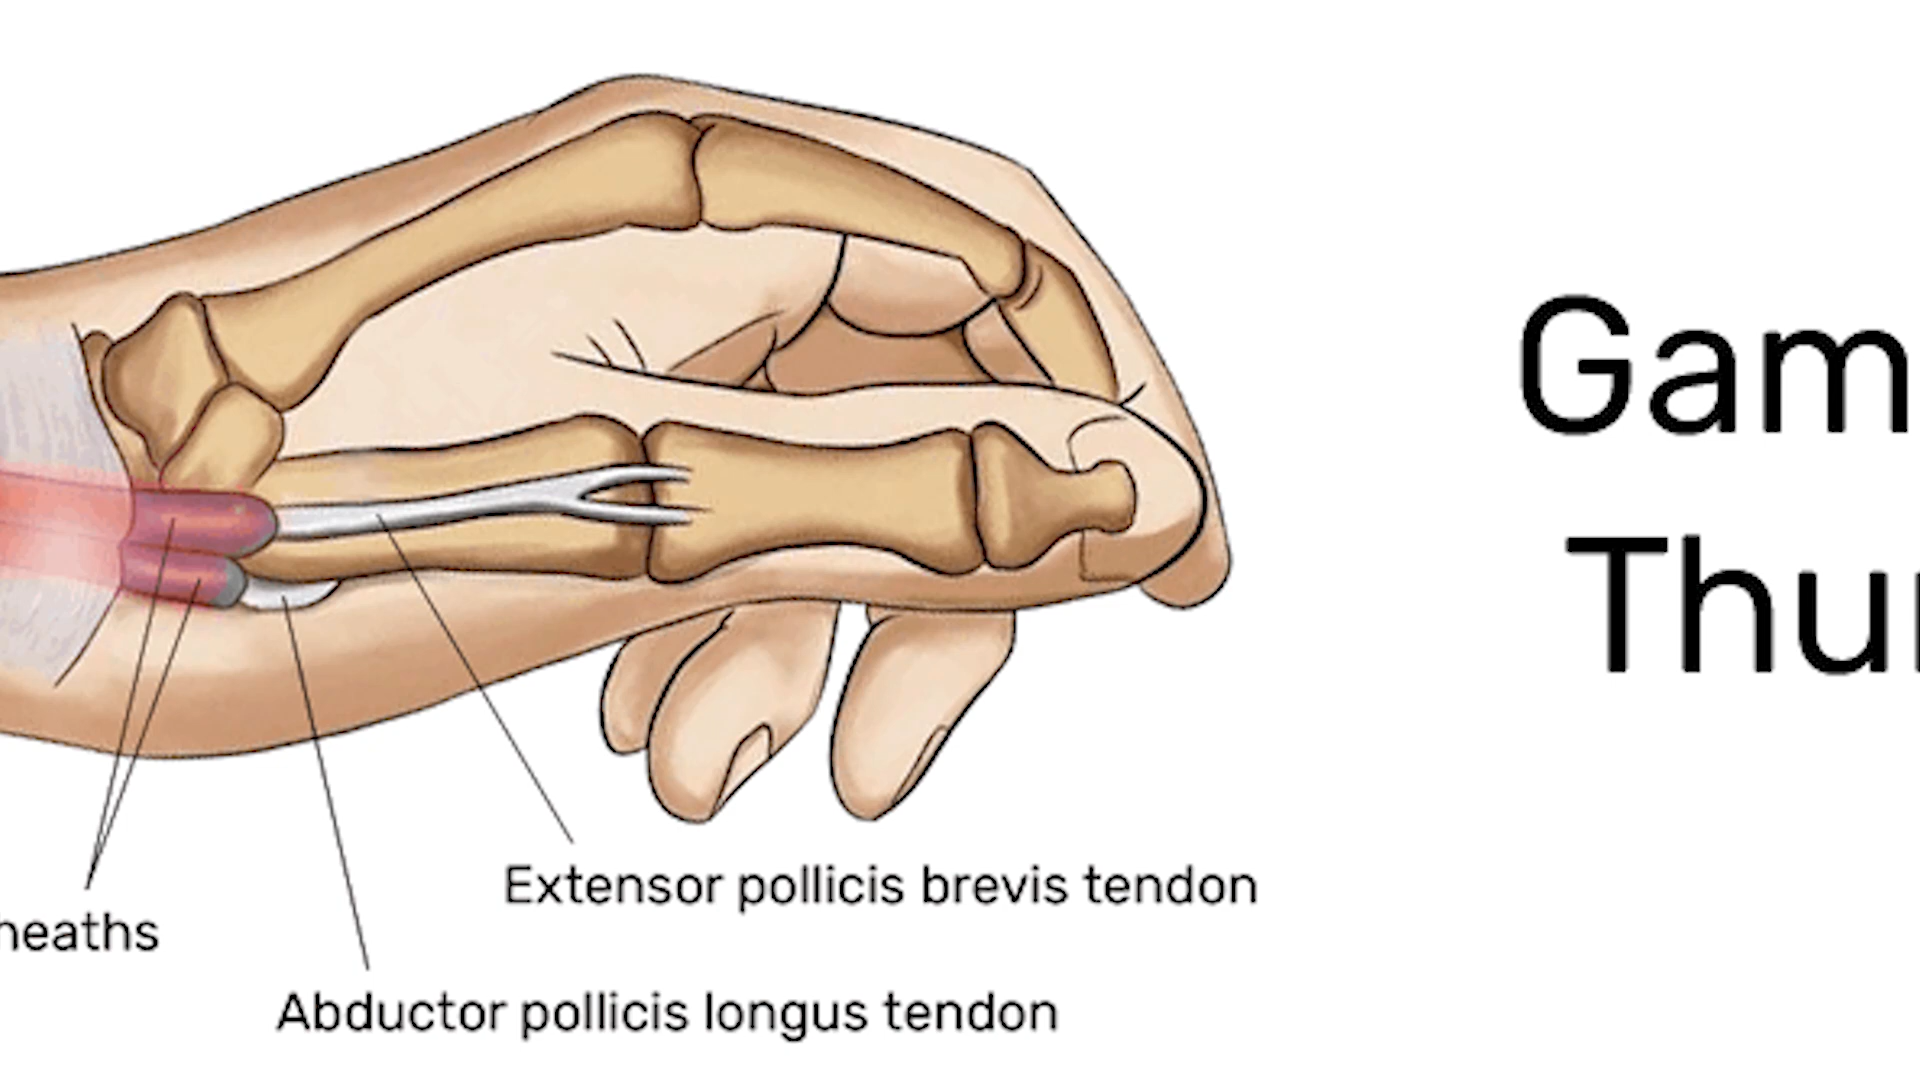 Gam
Thu
Extensor pollicis brevis tendon
heaths
Abductor pollicis longus tendon